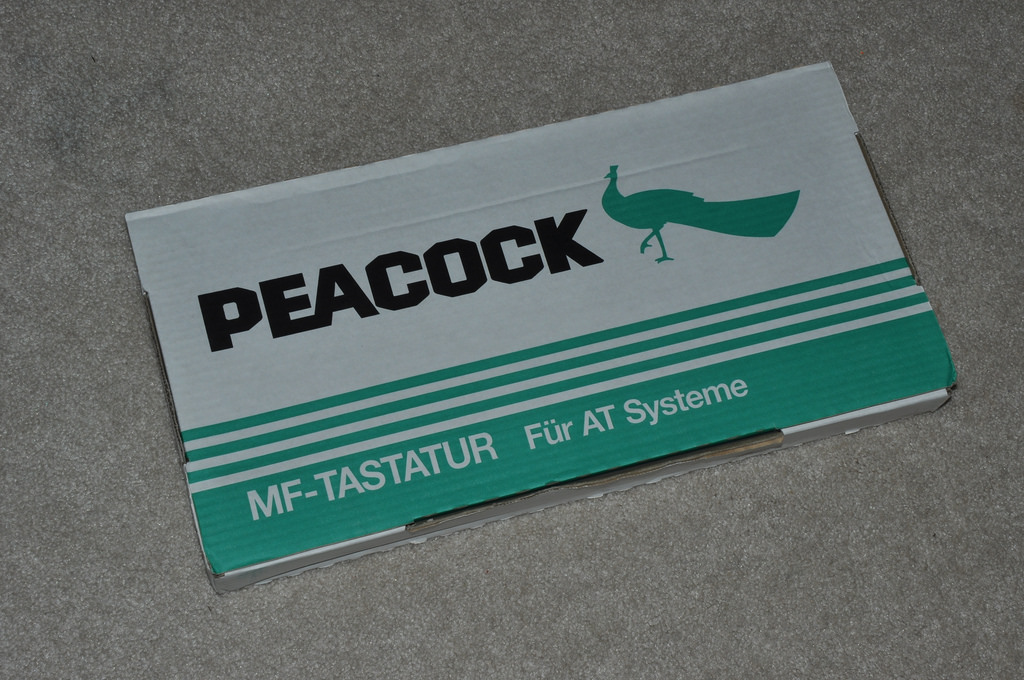 PEACOCK
MF-TASTATUR Für AT Systeme